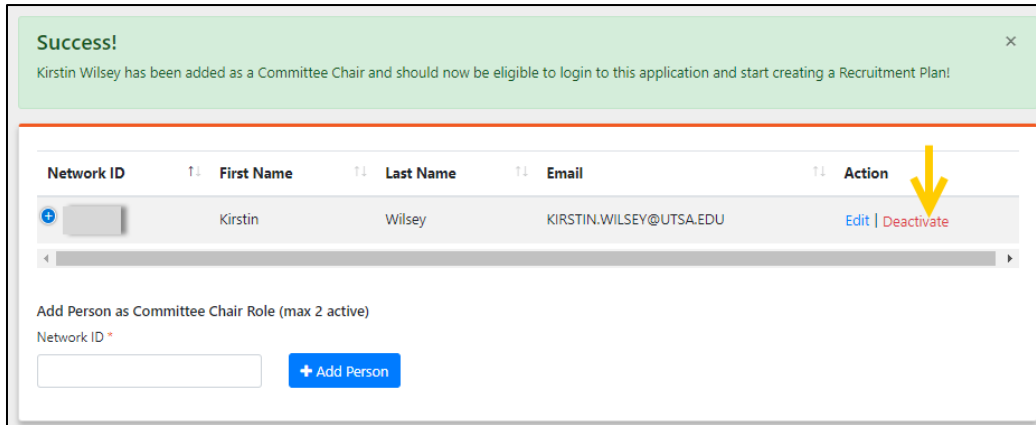 Success!
×
Kirstin Wilsey has been added as a Committee Chair and should now be eligible to login to this application and start creating a Recruitment Plan!
Network ID First Name Last Name Email Action
Kirstin Wilsey KIRSTIN.WILSEY@UTSA.EDU Edit | Deactivate
Add Person as Committee Chair Role (max 2 active)
Network ID *
+ Add Person